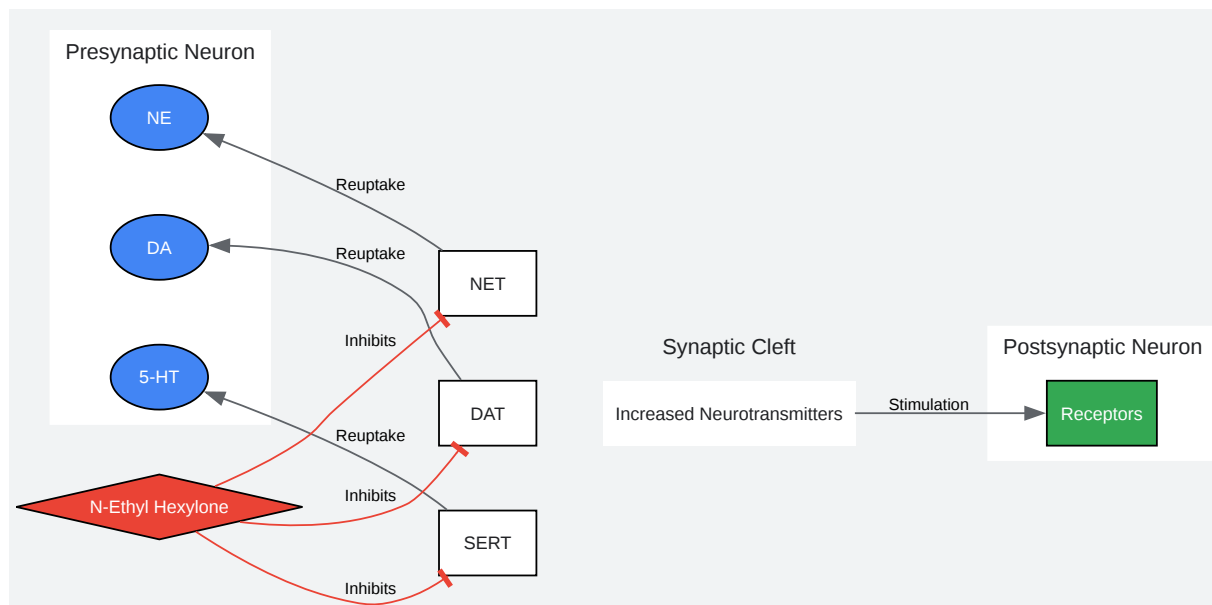 Presynaptic Neuron
NE
Reuptake
DA
Reuptake
NET
Inhibits
Synaptic Cleft
Postsynaptic Neuron
5-HT
DAT
Increased Neurotransmitters
Stimulation
Receptors
Reuptake
N-Ethyl Hexylone
Inhibits
SERT
Inhibits